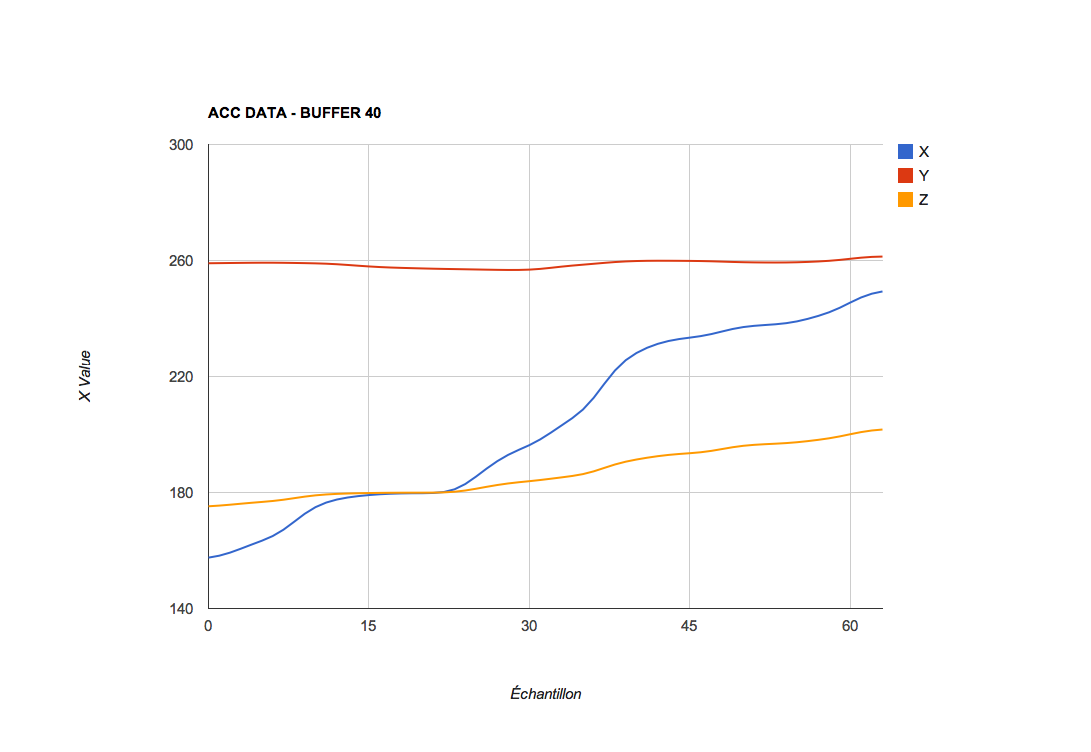 ACC DATA - BUFFER 40
300
260
220
180
140
0 15 30 45 60
X Value
Échantillon
X
Y
Z